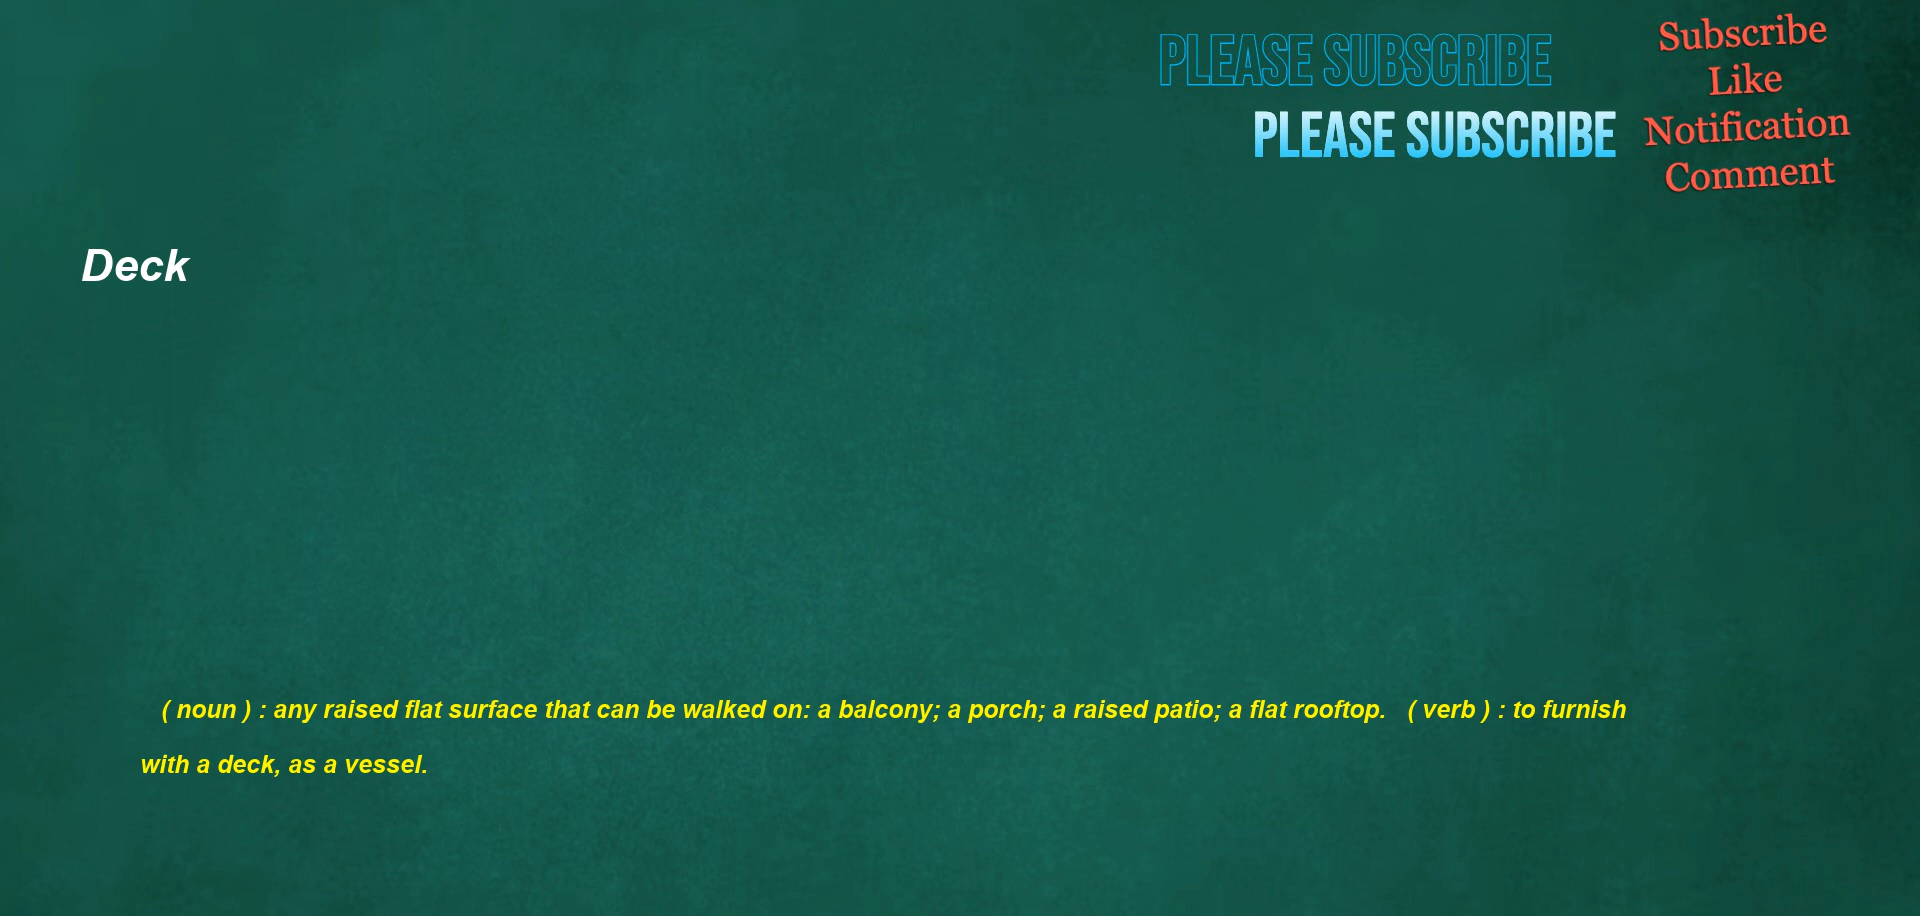 PLEASE SUBSCRIBE
PLEASE SUBSCRIBE
Subscribe
Like
Notification
Comment
Deck
( noun ) : any raised flat surface that can be walked on: a balcony; a porch; a raised patio; a flat rooftop. ( verb ) : to furnish
with a deck, as a vessel.